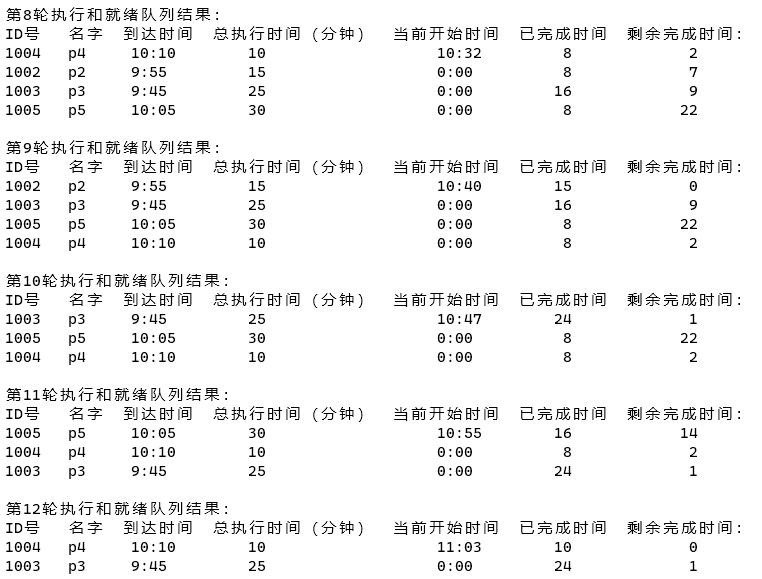 第8轮执行和就绪队列结果:
ID号 名字 到达时间 总执行时间(分钟) 当前开始时间 已完成时间 剩余完成时间:
1004 p4 10:10 10 10:32 8 2
1002 p2 9:55 15 0:00 8 7
1003 p3 9:45 25 0:00 16 9
1005 p5 10:05 30 0:00 8 22
第9轮执行和就绪队列结果:
ID号 名字 到达时间 总执行时间(分钟) 当前开始时间 已完成时间 剩余完成时间:
1002 p2 9:55 15 10:40 15 0
1003 p3 9:45 25 0:00 16 9
1005 p5 10:05 30 0:00 8 22
1004 p4 10:10 10 0:00 8 2
第10轮执行和就绪队列结果:
ID号 名字 到达时间 总执行时间(分钟) 当前开始时间 已完成时间 剩余完成时间:
1003 p3 9:45 25 10:47 24 1
1005 p5 10:05 30 0:00 8 22
1004 p4 10:10 10 0:00 8 2
第11轮执行和就绪队列结果:
ID号 名字 到达时间 总执行时间(分钟) 当前开始时间 已完成时间 剩余完成时间:
1005 p5 10:05 30 10:55 16 14
1004 p4 10:10 10 0:00 8 2
1003 p3 9:45 25 0:00 24 1
第12轮执行和就绪队列结果:
ID号 名字 到达时间 总执行时间(分钟) 当前开始时间 已完成时间 剩余完成时间:
1004 p4 10:10 10 11:03 10 0
1003 p3 9:45 25 0:00 24 1